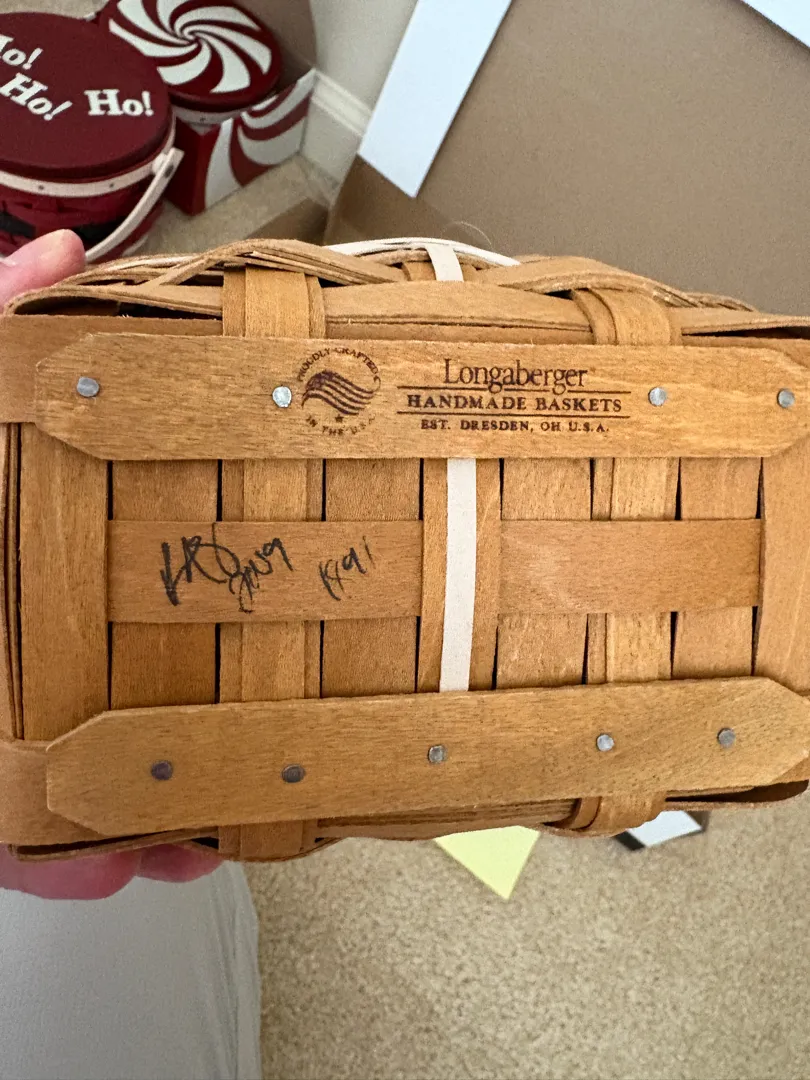 Ho!
Ho!
Ho!
PROUDLY CRAFTED
IN THE U.S.A.
Longaberger
HANDMADE BASKETS
EST. DRESDEN, OH U.S.A.